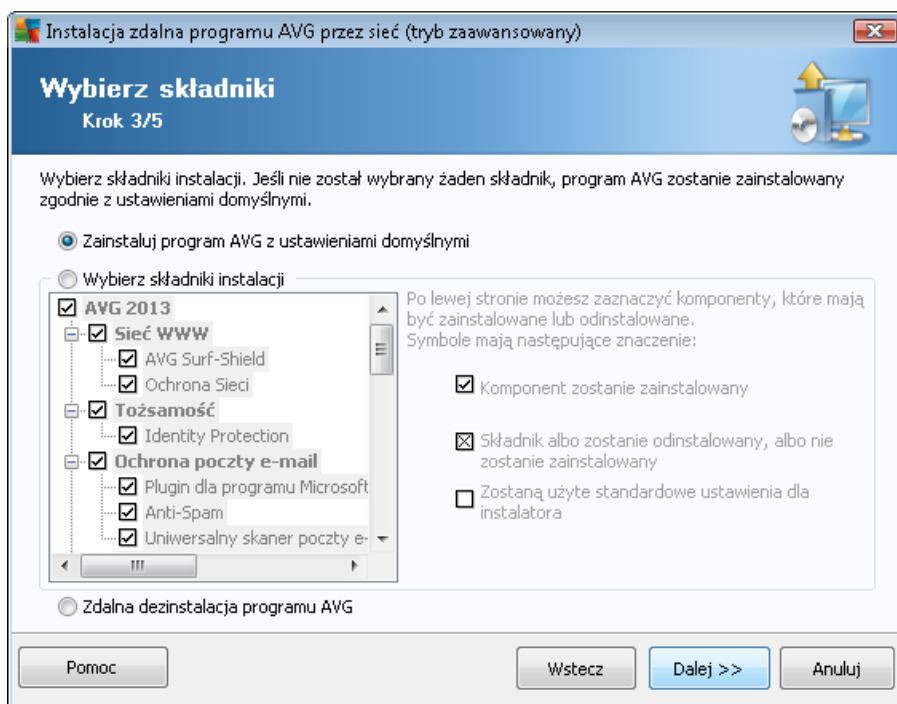 Instalacja zdalna programu AVG przez sieć (tryb zaawansowany)
Wybierz składniki
Krok 3/5
Wybierz składniki instalacji. Jeśli nie został wybrany żaden składnik, program AVG zostanie zainstalowany
zgodnie z ustawieniami domyślnymi.
Zainstaluj program AVG z ustawieniami domyślnymi
Wybierz składniki instalacji
AVG 2013
Sieć WWW
AVG Surf-Shield
Ochrona Sieci
Tożsamość
Identity Protection
Ochrona poczty e-mail
Plugin dla programu Microsoft
Anti-Spam
Uniwersalny skaner poczty e-
Po lewej stronie możesz zaznaczyć komponenty, które mają
być zainstalowane lub odinstalowane.
Symbole mają następujące znaczenie:
Komponent zostanie zainstalowany
Składnik albo zostanie odinstalowany, albo nie
zostanie zainstalowany
Zostaną użyte standardowe ustawienia dla
instalatora
Zdalna dezinstalacja programu AVG
Pomoc
Wstecz
Dalej >>
Anuluj